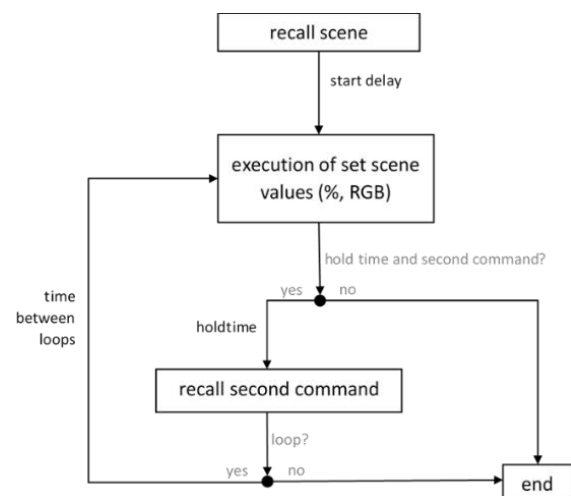 recall scene
start delay
execution of set scene
values (%, RGB)
hold time and second command?
yes no
time
between
loops
holdtime
recall second command
loop?
yes no
end